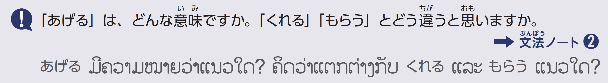 「あげる」は、どんな意味ですか。「くれる」「もらう」とどう違うと思いますか。
➡ 文法ノート❷
あげる ມີຄວາມໝາຍວ່າແນວໃດ? ຄິດວ່າແຕກຕ່າງກັບ くれる ແລະ もらう ແນວໃດ?